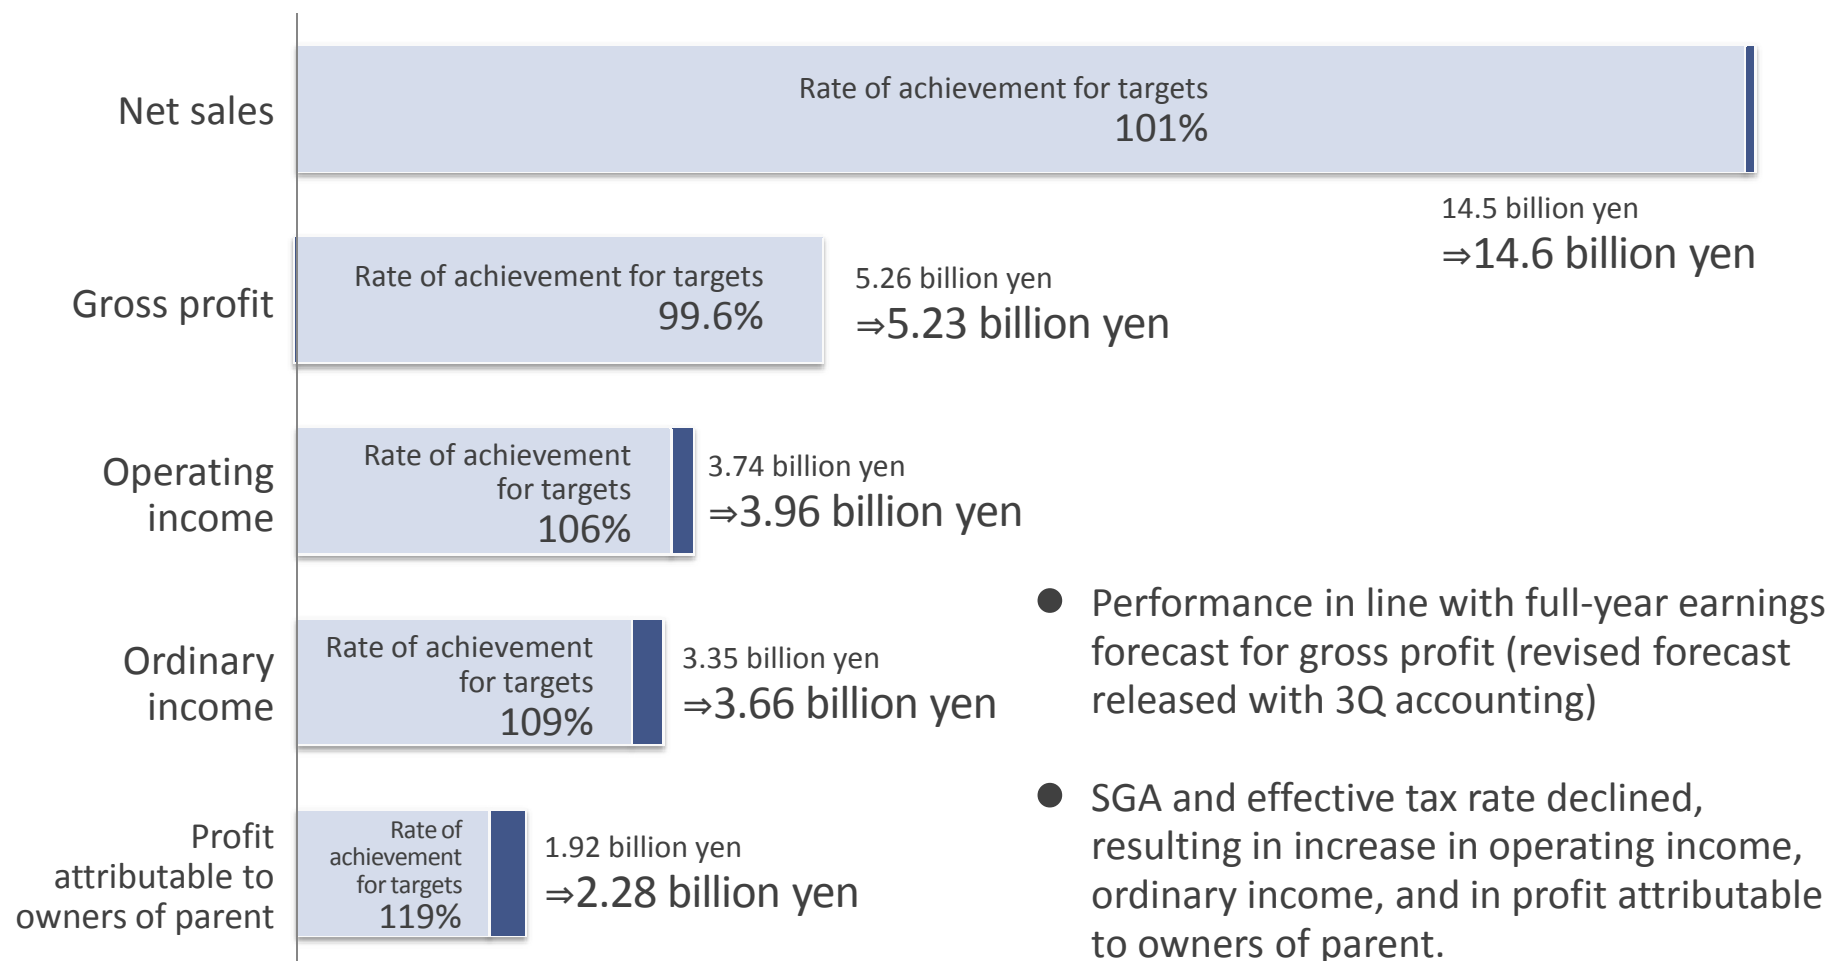 Net sales
Rate of achievement for targets
101%
14.5 billion yen
⇒14.6 billion yen
Gross profit
Rate of achievement for targets
99.6%
5.26 billion yen
⇒5.23 billion yen
Operating
income
Rate of achievement
for targets
106%
3.74 billion yen
⇒3.96 billion yen
Ordinary
income
Rate of achievement
for targets
109%
3.35 billion yen
⇒3.66 billion yen
Profit
attributable to
owners of parent
Rate of
achievement
for targets
119%
1.92 billion yen
⇒2.28 billion yen
● Performance in line with full-year earnings
forecast for gross profit (revised forecast
released with 3Q accounting)
● SGA and effective tax rate declined,
resulting in increase in operating income,
ordinary income, and in profit attributable
to owners of parent.